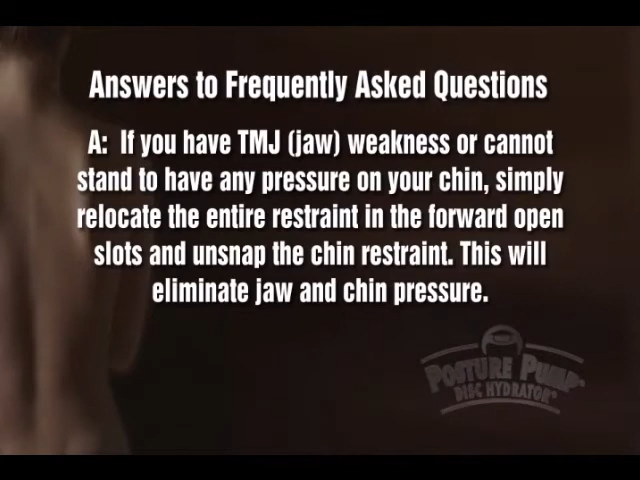 Answers to Frequently Asked Questions
A: If you have TMJ (jaw) weakness or cannot
stand to have any pressure on your chin, simply
relocate the entire restraint in the forward open
slots and unsnap the chin restraint. This will
eliminate jaw and chin pressure.
POSTURE PUMP®
DISC HYDRATOR®